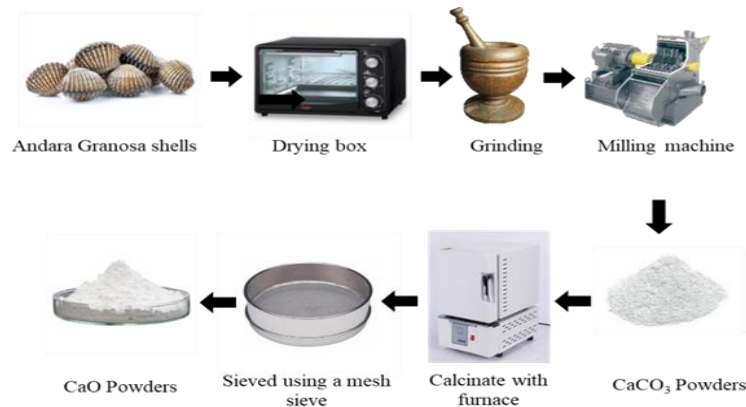 Andara Granosa shells
Drying box
Grinding
Milling machine
CaO Powders
Sieved using a mesh
sieve
Calcinate with
furnace
CaCO₃ Powders